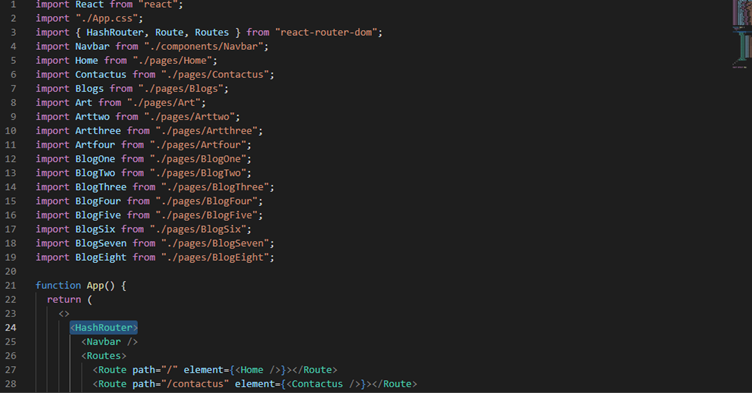 1 import React from "react";
2 import "./App.css";
3 import { HashRouter, Route, Routes } from "react-router-dom";
4 import Navbar from "./components/Navbar";
5 import Home from "./pages/Home";
6 import Contactus from "./pages/Contactus";
7 import Blogs from "./pages/Blogs";
8 import Art from "./pages/Art";
9 import Arttwo from "./pages/Arttwo";
10 import Artthree from "./pages/Artthree";
11 import Artfour from "./pages/Artfour";
12 import BlogOne from "./pages/BlogOne";
13 import BlogTwo from "./pages/BlogTwo";
14 import BlogThree from "./pages/BlogThree";
15 import BlogFour from "./pages/BlogFour";
16 import BlogFive from "./pages/BlogFive";
17 import BlogSix from "./pages/BlogSix";
18 import BlogSeven from "./pages/BlogSeven";
19 import BlogEight from "./pages/BlogEight";
20
21 function App() {
22 return (
23 <>
24 <HashRouter>
25 <Navbar />
26 <Routes>
27 <Route path="/" element={<Home />}></Route>
28 <Route path="/contactus" element={<Contactus />}></Route>